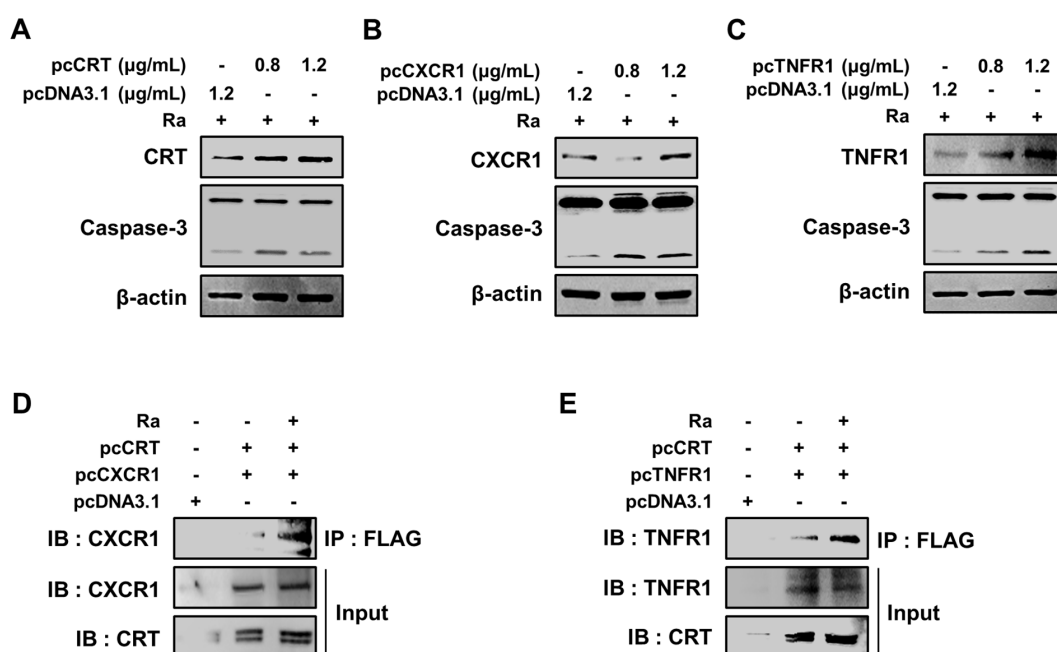 A
pcCRT (µg/mL) - 0.8 1.2
pcDNA3.1 (µg/mL) 1.2 - -
Ra + + +
CRT
Caspase-3
β-actin
B
pcCXCR1 (µg/mL) - 0.8 1.2
pcDNA3.1 (µg/mL) 1.2 - -
Ra + + +
CXCR1
Caspase-3
β-actin
C
pcTNFR1 (µg/mL) - 0.8 1.2
pcDNA3.1 (µg/mL) 1.2 - -
Ra + + +
TNFR1
Caspase-3
β-actin
D
Ra - - +
pcCRT - + +
pcCXCR1 - + +
pcDNA3.1 + - -
IB : CXCR1 IP : FLAG
IB : CXCR1
Input
IB : CRT
E
Ra - - +
pcCRT - + +
pcTNFR1 - + +
pcDNA3.1 + - -
IB : TNFR1 IP : FLAG
IB : TNFR1
Input
IB : CRT